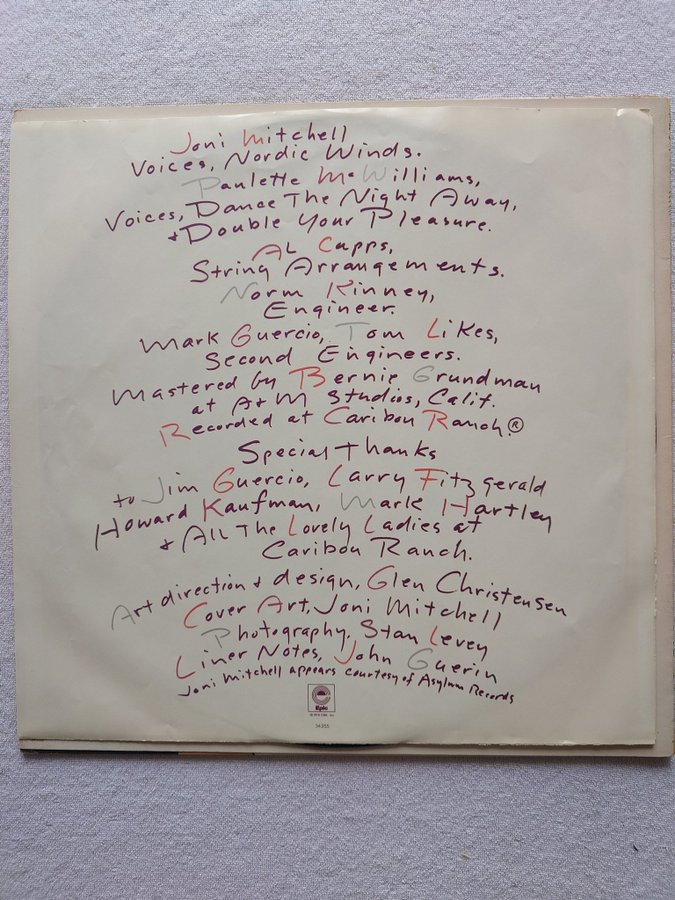 Joni Mitchell
Voices, Nordic Winds.
Paulette McWilliams,
Voices, Dance The Night Away,
+ Double Your Pleasure.
AL Capps,
String Arrangements.
Norm Kinney,
Engineer.
Mark Guercio, Tom Likes,
Second Engineers.
Mastered by Bernie Grundman
at A+M Studios, Calif.
Recorded at Caribou Ranch.®
Special Thanks
to Jim Guercio, Larry Fitzgerald
Howard Kaufman, Mark Hartley
+ All The Lovely Ladies at
Caribou Ranch.
Art direction + design, Glen Christensen
Cover Art, Joni Mitchell
Photography, Stan Levey
Liner Notes, John Guerin
Joni Mitchell appears courtesy of Asylum Records
Epic
34355